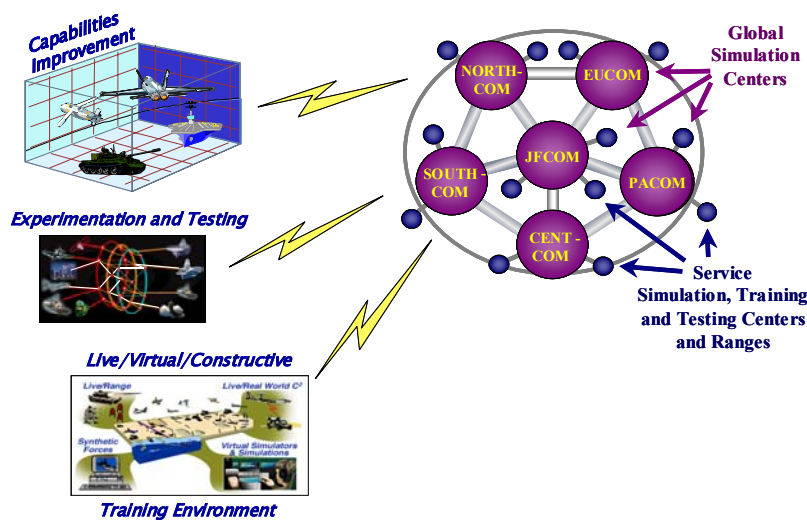 Capabilities
Improvement
Experimentation and Testing
Live/Virtual/Constructive
Live/Range
Live/Real World C²
Synthetic
Forces
Virtual Simulators
& Simulations
Training Environment
NORTH-
COM
EUCOM
JFCOM
SOUTH -
COM
PACOM
CENT -
COM
Global
Simulation
Centers
Service
Simulation, Training
and Testing Centers
and Ranges